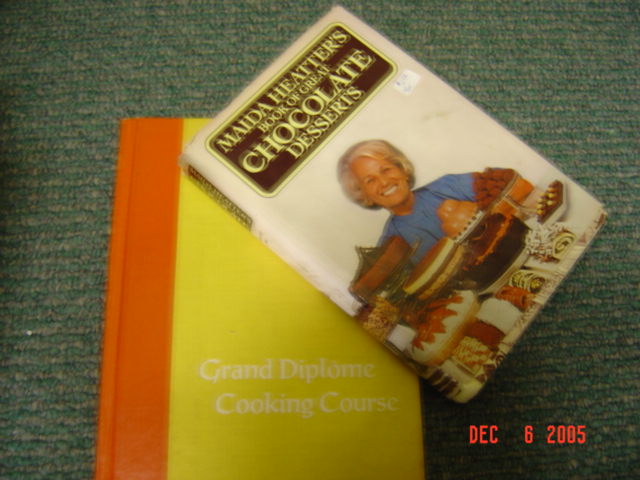 MAIDA HEATTER'S
BOOK OF GREAT
CHOCOLATE
DESSERTS
Grand Diplôme
Cooking Course
DEC 6 2005